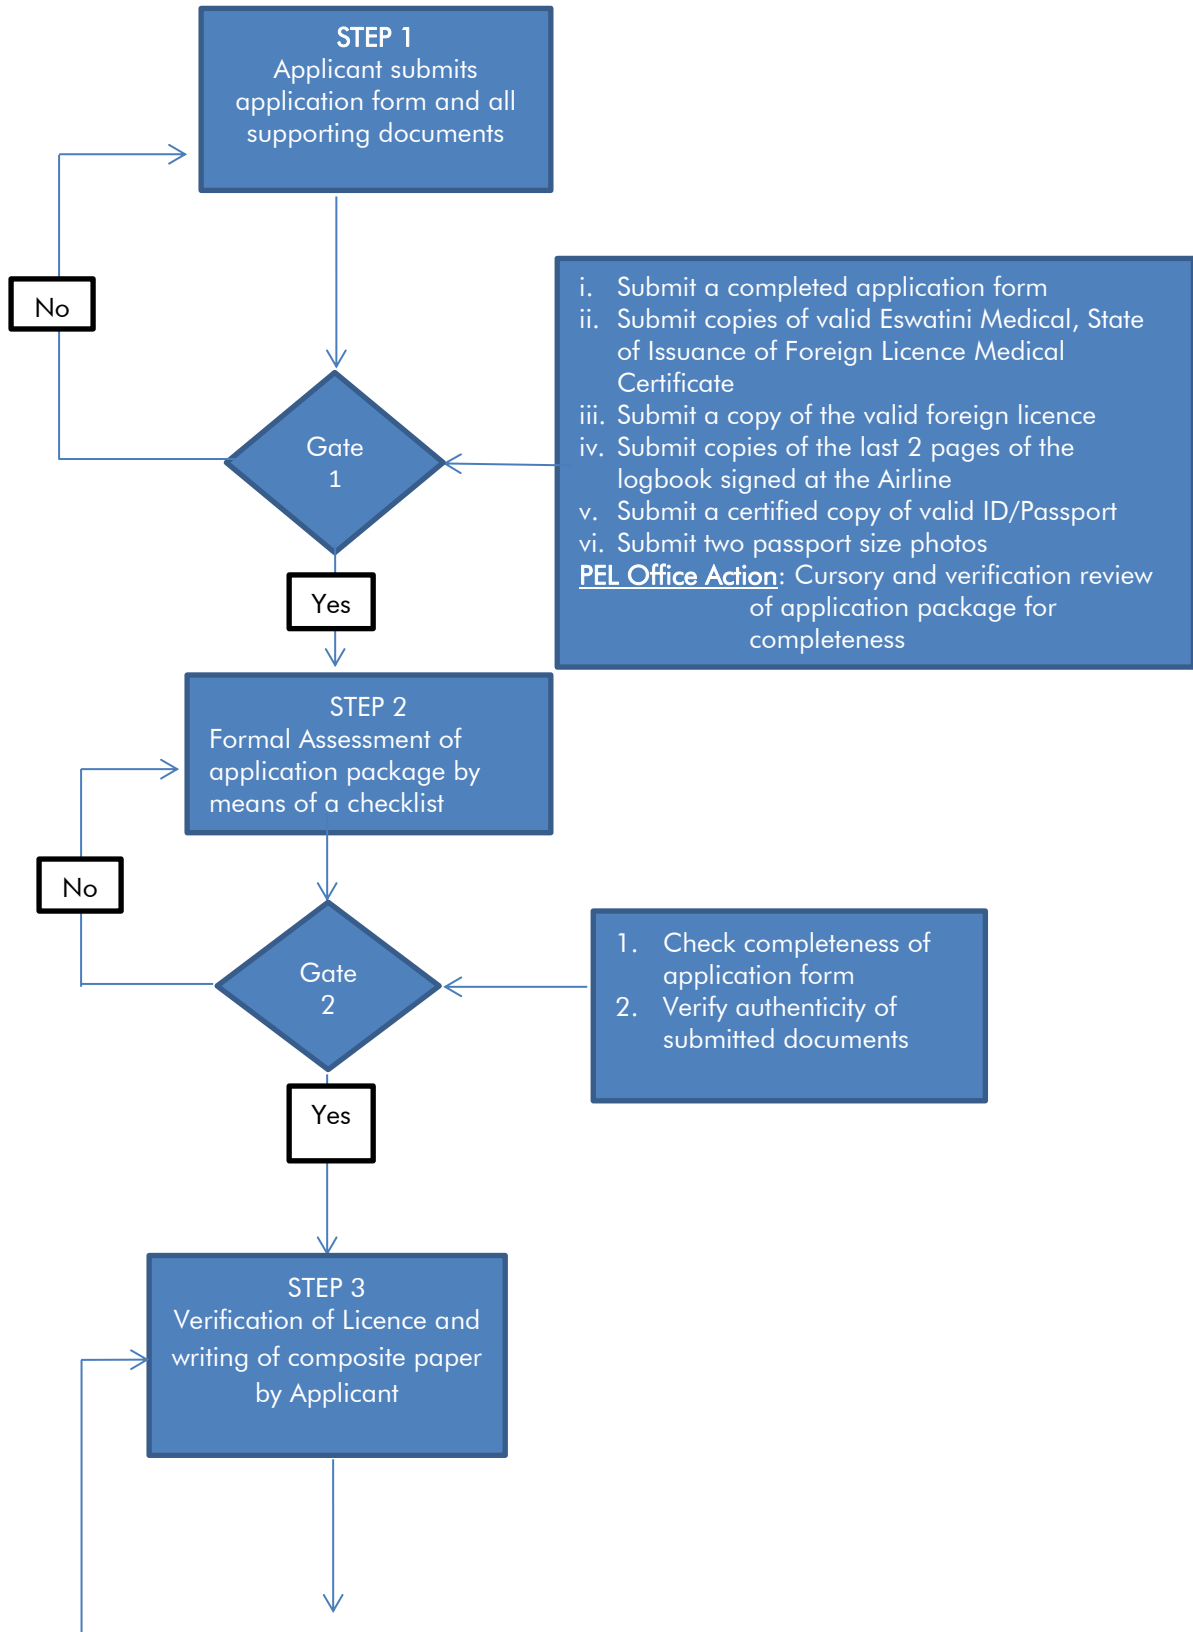 STEP 1
Applicant submits
application form and all
supporting documents
No
i. Submit a completed application form
ii. Submit copies of valid Eswatini Medical, State
of Issuance of Foreign Licence Medical
Certificate
iii. Submit a copy of the valid foreign licence
iv. Submit copies of the last 2 pages of the
logbook signed at the Airline
v. Submit a certified copy of valid ID/Passport
vi. Submit two passport size photos
PEL Office Action: Cursory and verification review
of application package for
completeness
Gate
1
Yes
STEP 2
Formal Assessment of
application package by
means of a checklist
No
Gate
2
1. Check completeness of
application form
2. Verify authenticity of
submitted documents
Yes
STEP 3
Verification of Licence and
writing of composite paper
by Applicant